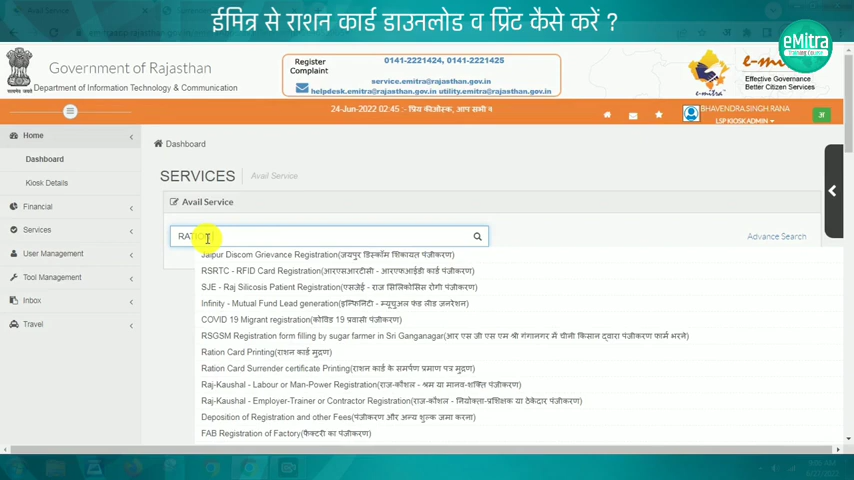 ईमित्र से राशन कार्ड डाउनलोड व प्रिंट कैसे करें ?
eMitra
Training Course
Government of Rajasthan
Department of Information Technology & Communication
Register
Complaint
0141-2221424, 0141-2221425
service.emitra@rajasthan.gov.in
helpdesk.emitra@rajasthan.gov.in utility.emitra@rajasthan.gov.in
Effective Governance
Better Citizen Services
24-Jun-2022 02:45 :- प्रिय कीओस्क, आप सभी न
BHAVENDRA.SINGH.RANA
LSP KIOSK ADMIN
अ
Home
Dashboard
Kiosk Details
Financial
Services
User Management
Tool Management
Inbox
Travel
Dashboard
SERVICES
Avail Service
Avail Service
RATION
Advance Search
Jaipur Discom Grievance Registration(जयपुर डिस्कॉम शिकायत पंजीकरण)
RSRTC - RFID Card Registration(आरएसआरटीसी - आरएफआईडी कार्ड पंजीकरण)
SJE - Raj Silicosis Patient Registration(एसजेई - राज सिलिकोसिस रोगी पंजीकरण)
Infinity - Mutual Fund Lead generation(इन्फिनिटी - म्यूचुअल फंड लीड जनरेशन)
COVID 19 Migrant registration(कोविड 19 प्रवासी पंजीकरण)
RSGSM Registration form filling by sugar farmer in Sri Ganganagar(आर एस जी एस एम श्री गंगानगर में चीनी किसान द्वारा पंजीकरण फार्म भरने)
Ration Card Printing(राशन कार्ड मुद्रण)
Ration Card Surrender certificate Printing(राशन कार्ड के समर्पण प्रमाण पत्र मुद्रण)
Raj-Kaushal - Labour or Man-Power Registration(राज-कौशल - श्रम या मानव-शक्ति पंजीकरण)
Raj-Kaushal - Employer-Trainer or Contractor Registration(राज-कौशल - नियोक्ता-प्रशिक्षक या ठेकेदार पंजीकरण)
Deposition of Registration and other Fees(पंजीकरण और अन्य शुल्क जमा करना)
FAB Registration of Factory(फैक्टरी का पंजीकरण)